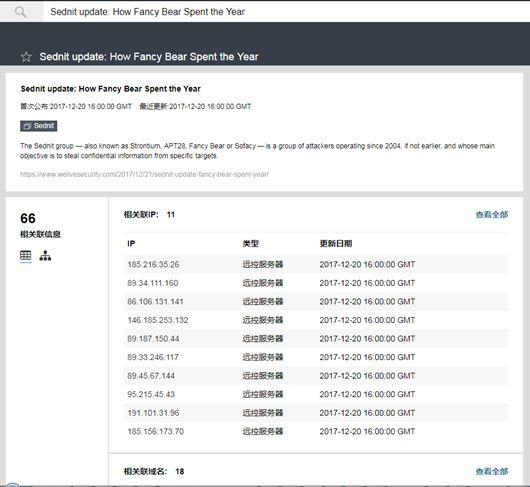 Sednit update: How Fancy Bear Spent the Year
Sednit update: How Fancy Bear Spent the Year
Sednit update: How Fancy Bear Spent the Year
首次公布:2017-12-20 16:00:00 GMT 最近更新:2017-12-20 16:00:00 GMT
Sednit
The Sednit group — also known as Strontium, APT28, Fancy Bear or Sofacy — is a group of attackers operating since 2004, if not earlier, and whose main
objective is to steal confidential information from specific targets.
https://www.welivesecurity.com/2017/12/21/sednit-update-fancy-bear-spent-year/
66
相关联信息
相关联IP: 11 查看全部
IP 类型 更新日期
185.216.35.26 远控服务器 2017-12-20 16:00:00 GMT
89.34.111.160 远控服务器 2017-12-20 16:00:00 GMT
86.106.131.141 远控服务器 2017-12-20 16:00:00 GMT
146.185.253.132 远控服务器 2017-12-20 16:00:00 GMT
89.187.150.44 远控服务器 2017-12-20 16:00:00 GMT
89.33.246.117 远控服务器 2017-12-20 16:00:00 GMT
89.45.67.144 远控服务器 2017-12-20 16:00:00 GMT
95.215.45.43 远控服务器 2017-12-20 16:00:00 GMT
191.101.31.96 远控服务器 2017-12-20 16:00:00 GMT
185.156.173.70 远控服务器 2017-12-20 16:00:00 GMT
相关联域名: 18 查看全部